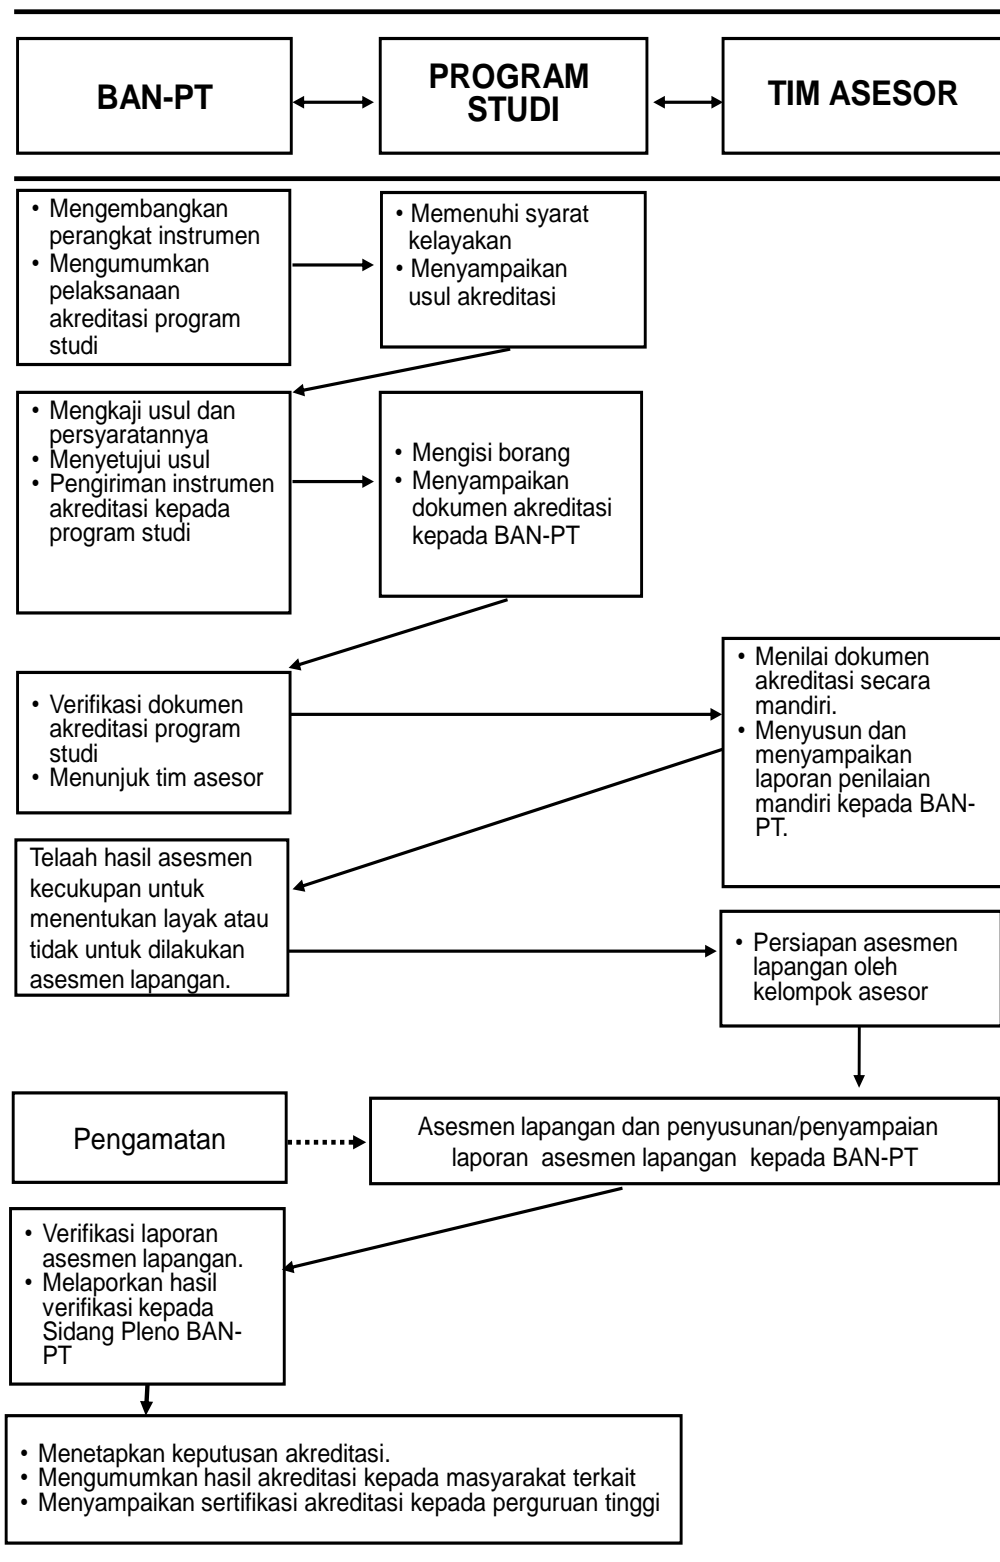 BAN-PT
PROGRAM
STUDI
TIM ASESOR
• Mengembangkan
perangkat instrumen
• Mengumumkan
pelaksanaan
akreditasi program
studi
• Memenuhi syarat
kelayakan
• Menyampaikan
usul akreditasi
• Mengkaji usul dan
persyaratannya
• Menyetujui usul
• Pengiriman instrumen
akreditasi kepada
program studi
• Mengisi borang
• Menyampaikan
dokumen akreditasi
kepada BAN-PT
• Verifikasi dokumen
akreditasi program
studi
• Menunjuk tim asesor
• Menilai dokumen
akreditasi secara
mandiri.
• Menyusun dan
menyampaikan
laporan penilaian
mandiri kepada BAN-
PT.
Telaah hasil asesmen
kecukupan untuk
menentukan layak atau
tidak untuk dilakukan
asesmen lapangan.
• Persiapan asesmen
lapangan oleh
kelompok asesor
Pengamatan
Asesmen lapangan dan penyusunan/penyampaian
laporan asesmen lapangan kepada BAN-PT
• Verifikasi laporan
asesmen lapangan.
• Melaporkan hasil
verifikasi kepada
Sidang Pleno BAN-
PT
• Menetapkan keputusan akreditasi.
• Mengumumkan hasil akreditasi kepada masyarakat terkait
• Menyampaikan sertifikasi akreditasi kepada perguruan tinggi